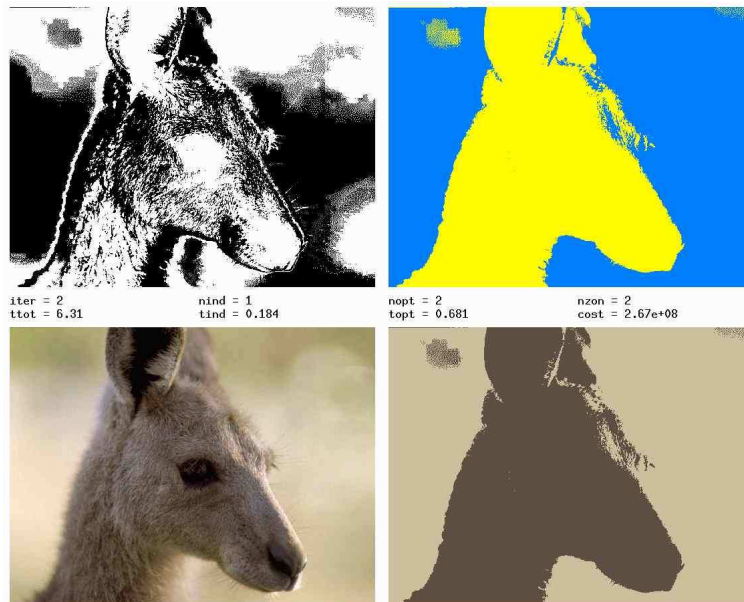 iter = 2 nind = 1 nopt = 2 nzon = 2
ttot = 6.31 tind = 0.184 topt = 0.681 cost = 2.67e+08